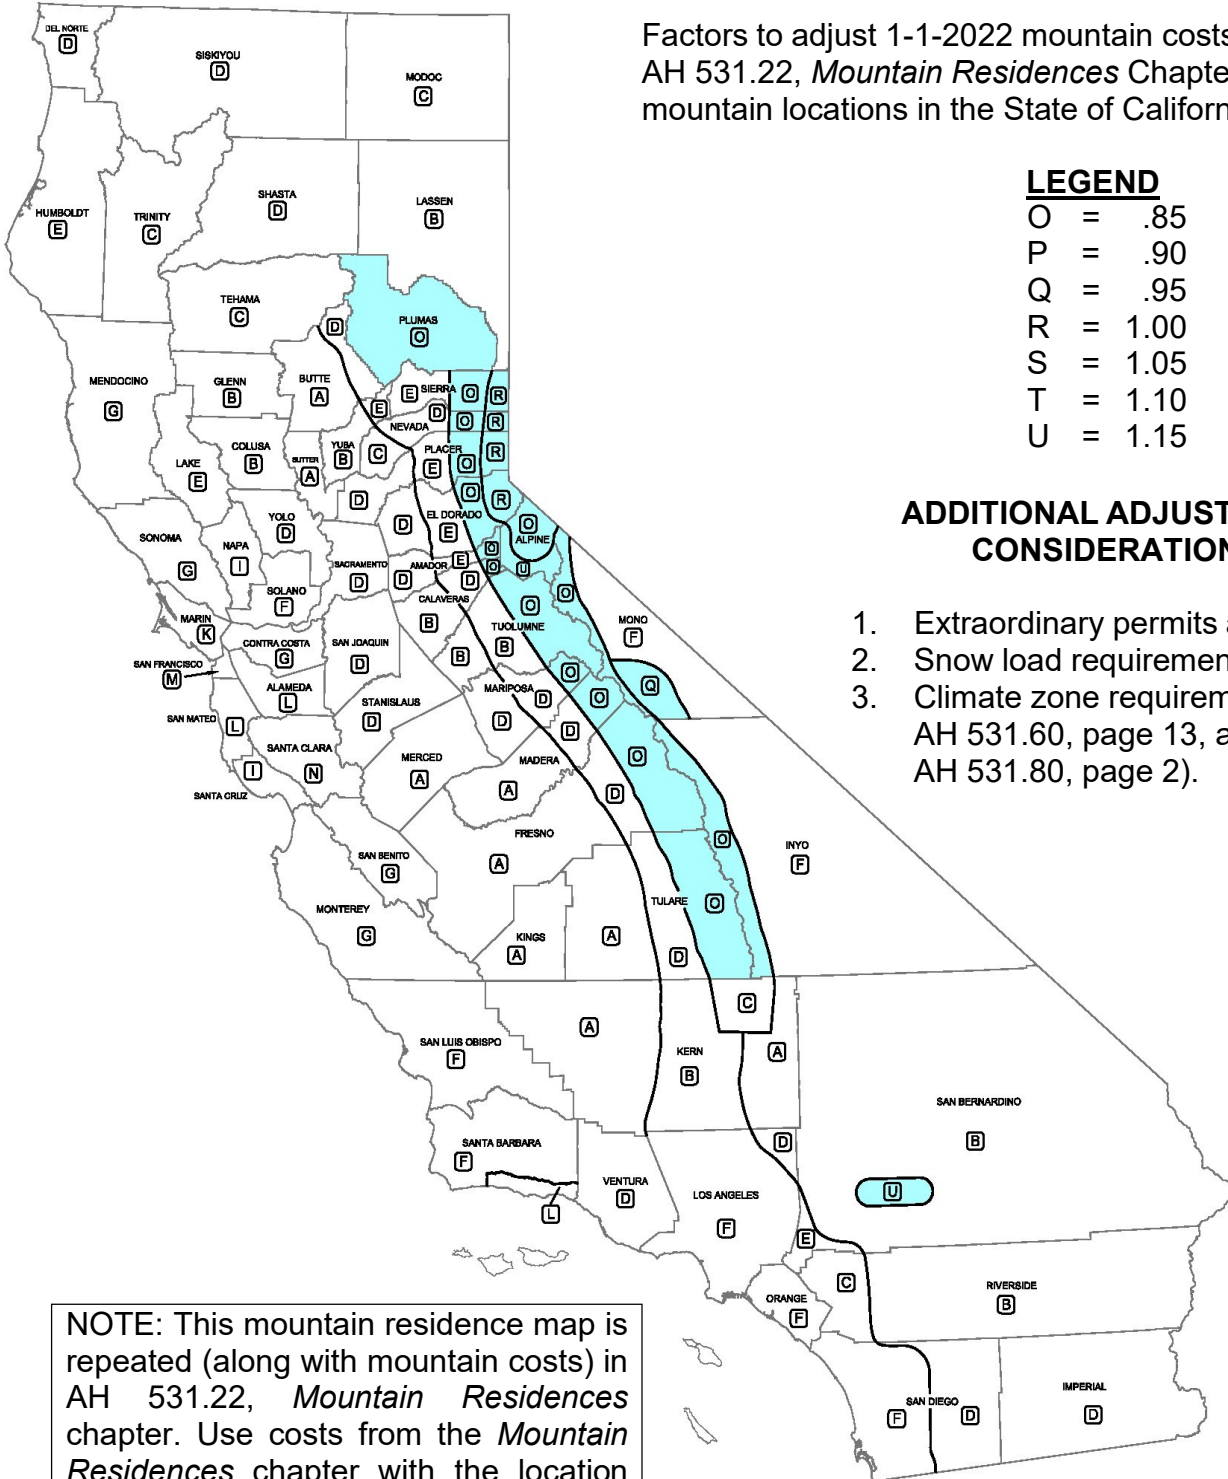 Factors to adjust 1-1-2022 mountain costs
AH 531.22, Mountain Residences Chapte
mountain locations in the State of Californ
LEGEND
O = .85
P = .90
Q = .95
R = 1.00
S = 1.05
T = 1.10
U = 1.15
ADDITIONAL ADJUST
CONSIDERATION
1. Extraordinary permits a
2. Snow load requiremen
3. Climate zone requirem
AH 531.60, page 13, a
AH 531.80, page 2).
DEL NORTE
D
SISKIYOU
D
MODOC
C
HUMBOLDT
E
TRINITY
C
SHASTA
D
LASSEN
B
TEHAMA
C
D
PLUMAS
O
MENDOCINO
G
GLENN
B
BUTTE
A
E
E SIERRA O R
D
NEVADA
O R
COLUSA
B
SUTTER
A
YUBA
B
C
PLACER
E
O
R
LAKE
E
D
O
R
YOLO
D
D
EL DORADO
E
O
ALPINE
SONOMA
G
NAPA
I
SACRAMENTO
D
D
AMADOR
E
D
O
O
U
SOLANO
F
CALAVERAS
B
O
O
MONO
F
MARIN
K
CONTRA COSTA
G
SAN JOAQUIN
D
TUOLUMNE
B
B
SAN FRANCISCO
M
ALAMEDA
L
STANISLAUS
D
MARIPOSA
D
D
O
O
Q
SAN MATEO
L
SANTA CLARA
N
MERCED
A
D
MADERA
A
O
I
SANTA CRUZ
D
SAN BENITO
G
FRESNO
A
O
INYO
F
MONTEREY
G
KINGS
A
A
TULARE
D
O
C
SAN LUIS OBISPO
F
A
KERN
B
A
SAN BERNARDINO
B
SANTA BARBARA
F
L
VENTURA
D
LOS ANGELES
F
D
U
E
ORANGE
F
C
RIVERSIDE
B
SAN DIEGO
F
D
IMPERIAL
D
NOTE: This mountain residence map is
repeated (along with mountain costs) in
AH 531.22, Mountain Residences
chapter. Use costs from the Mountain
Residences chapter with the location